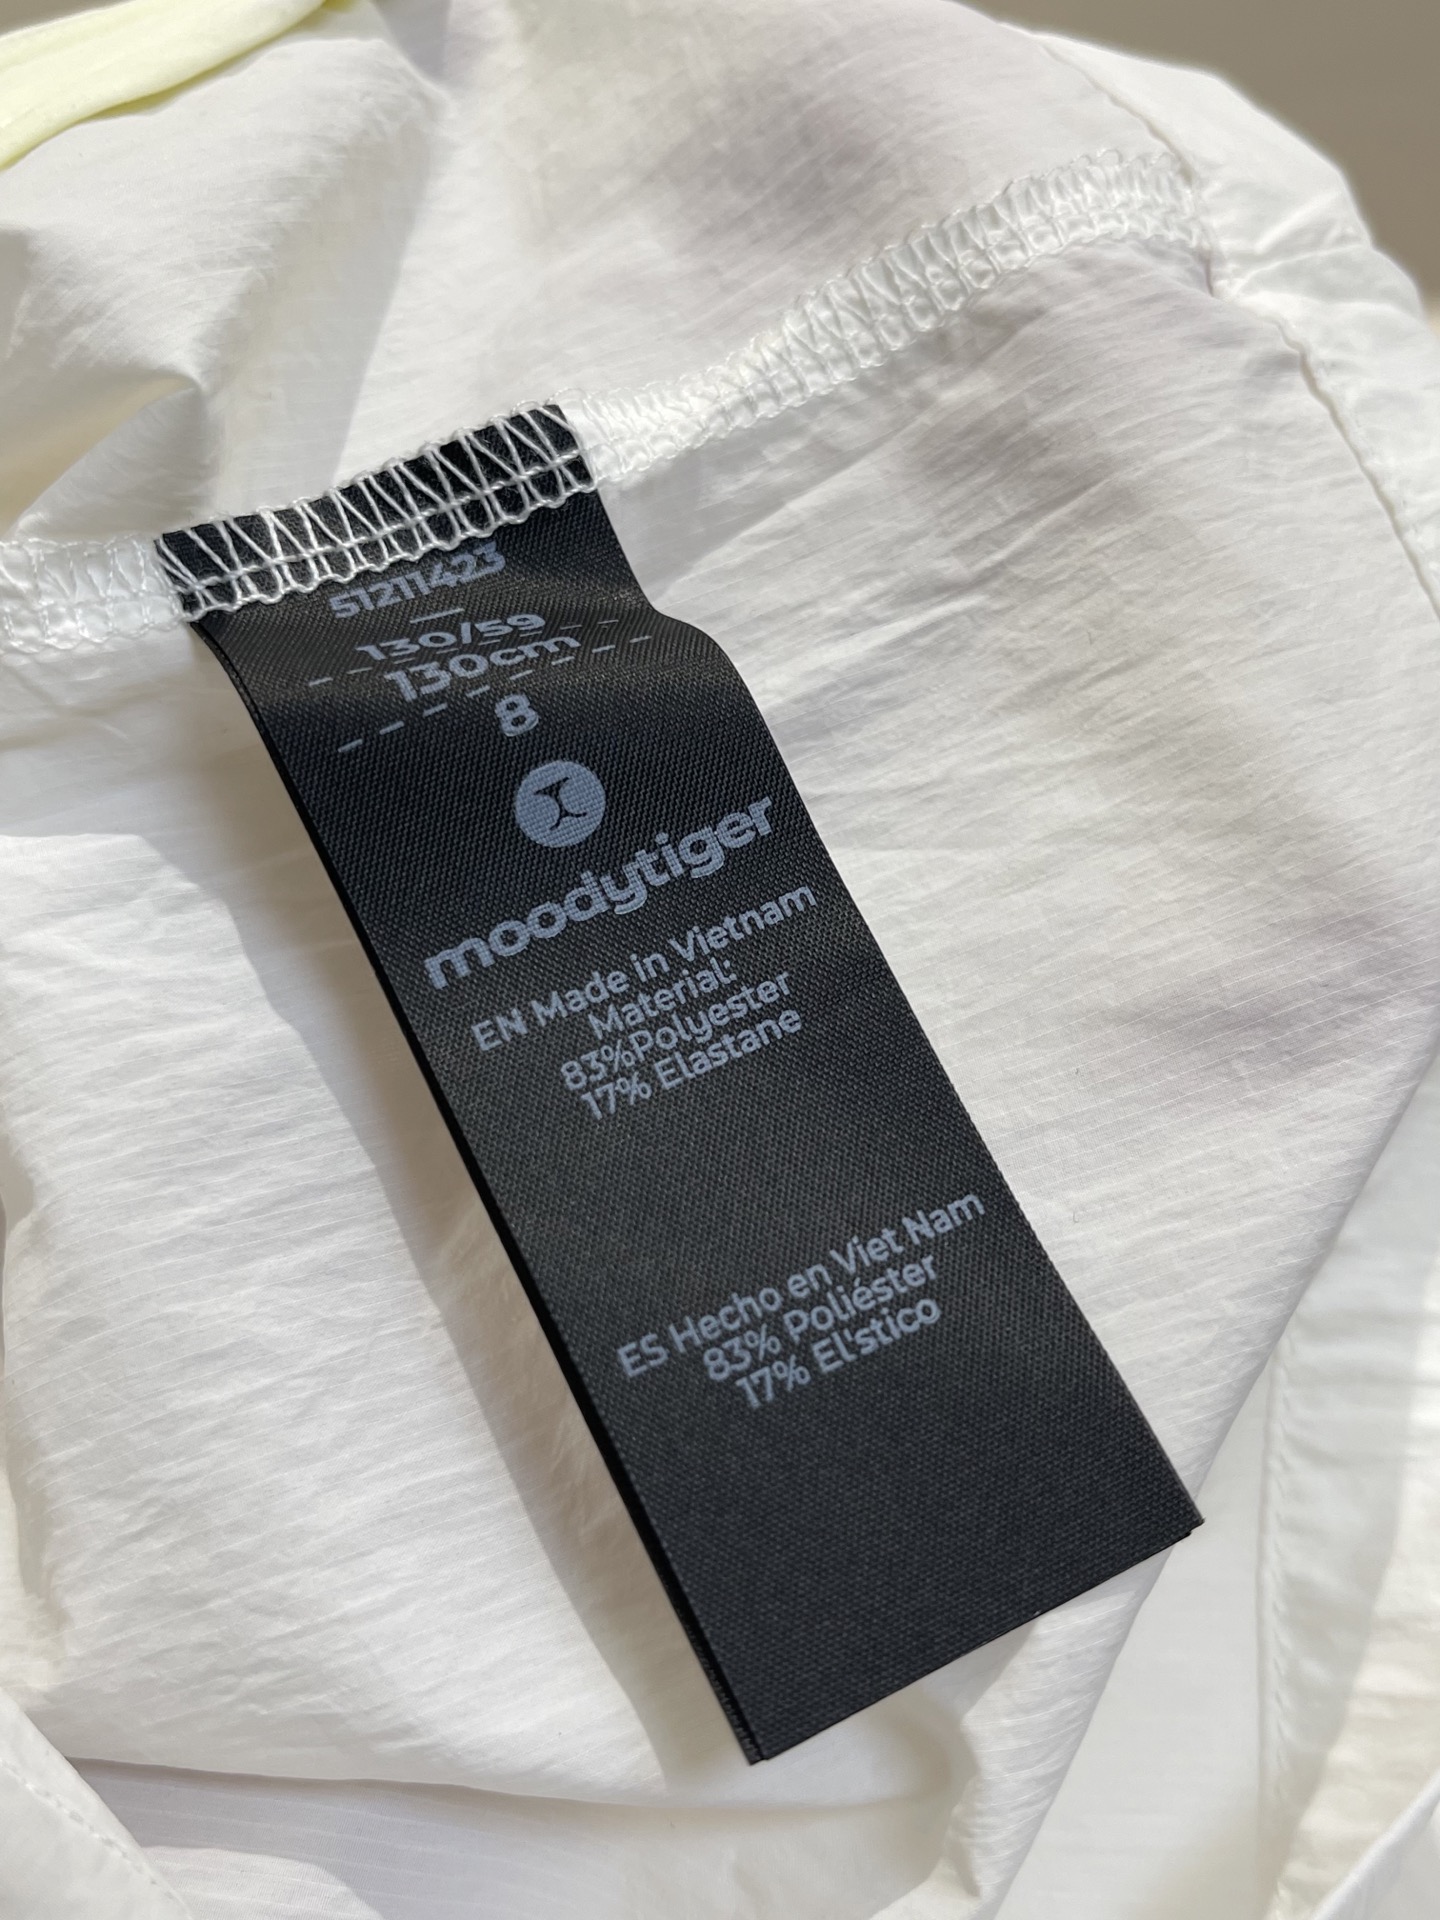 51211423
130/59
130cm
8
moodytiger
EN Made in Vietnam
Material:
83%Polyester
17% Elastane
ES Hecho en Viet Nam
83% Poliéster
17% El'stico